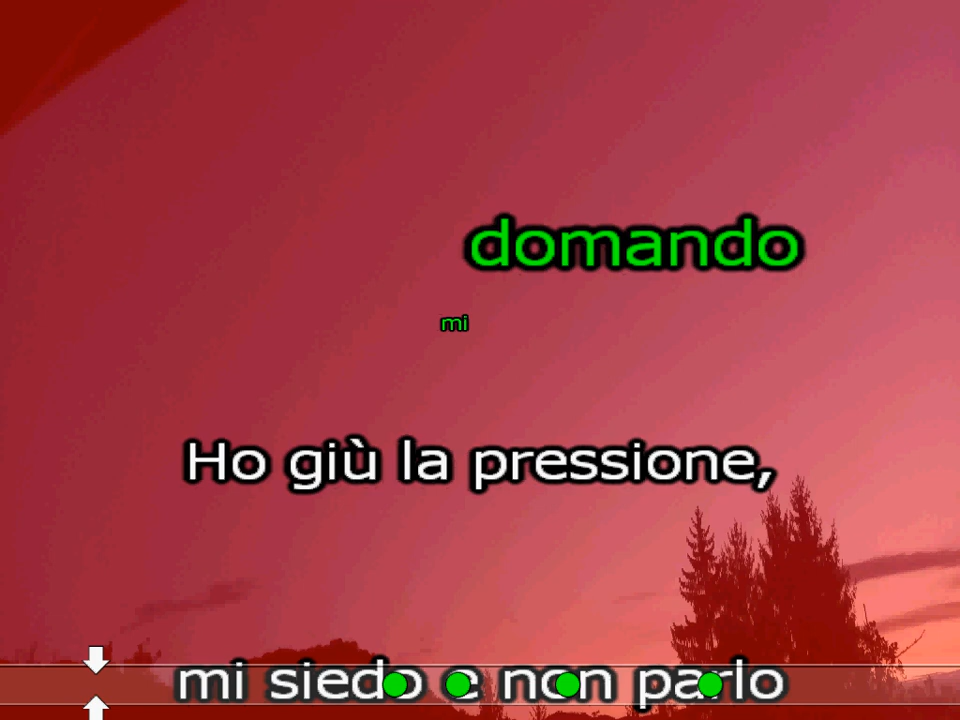 domando
mi
Ho giù la pressione,
mi siedo e non parlo